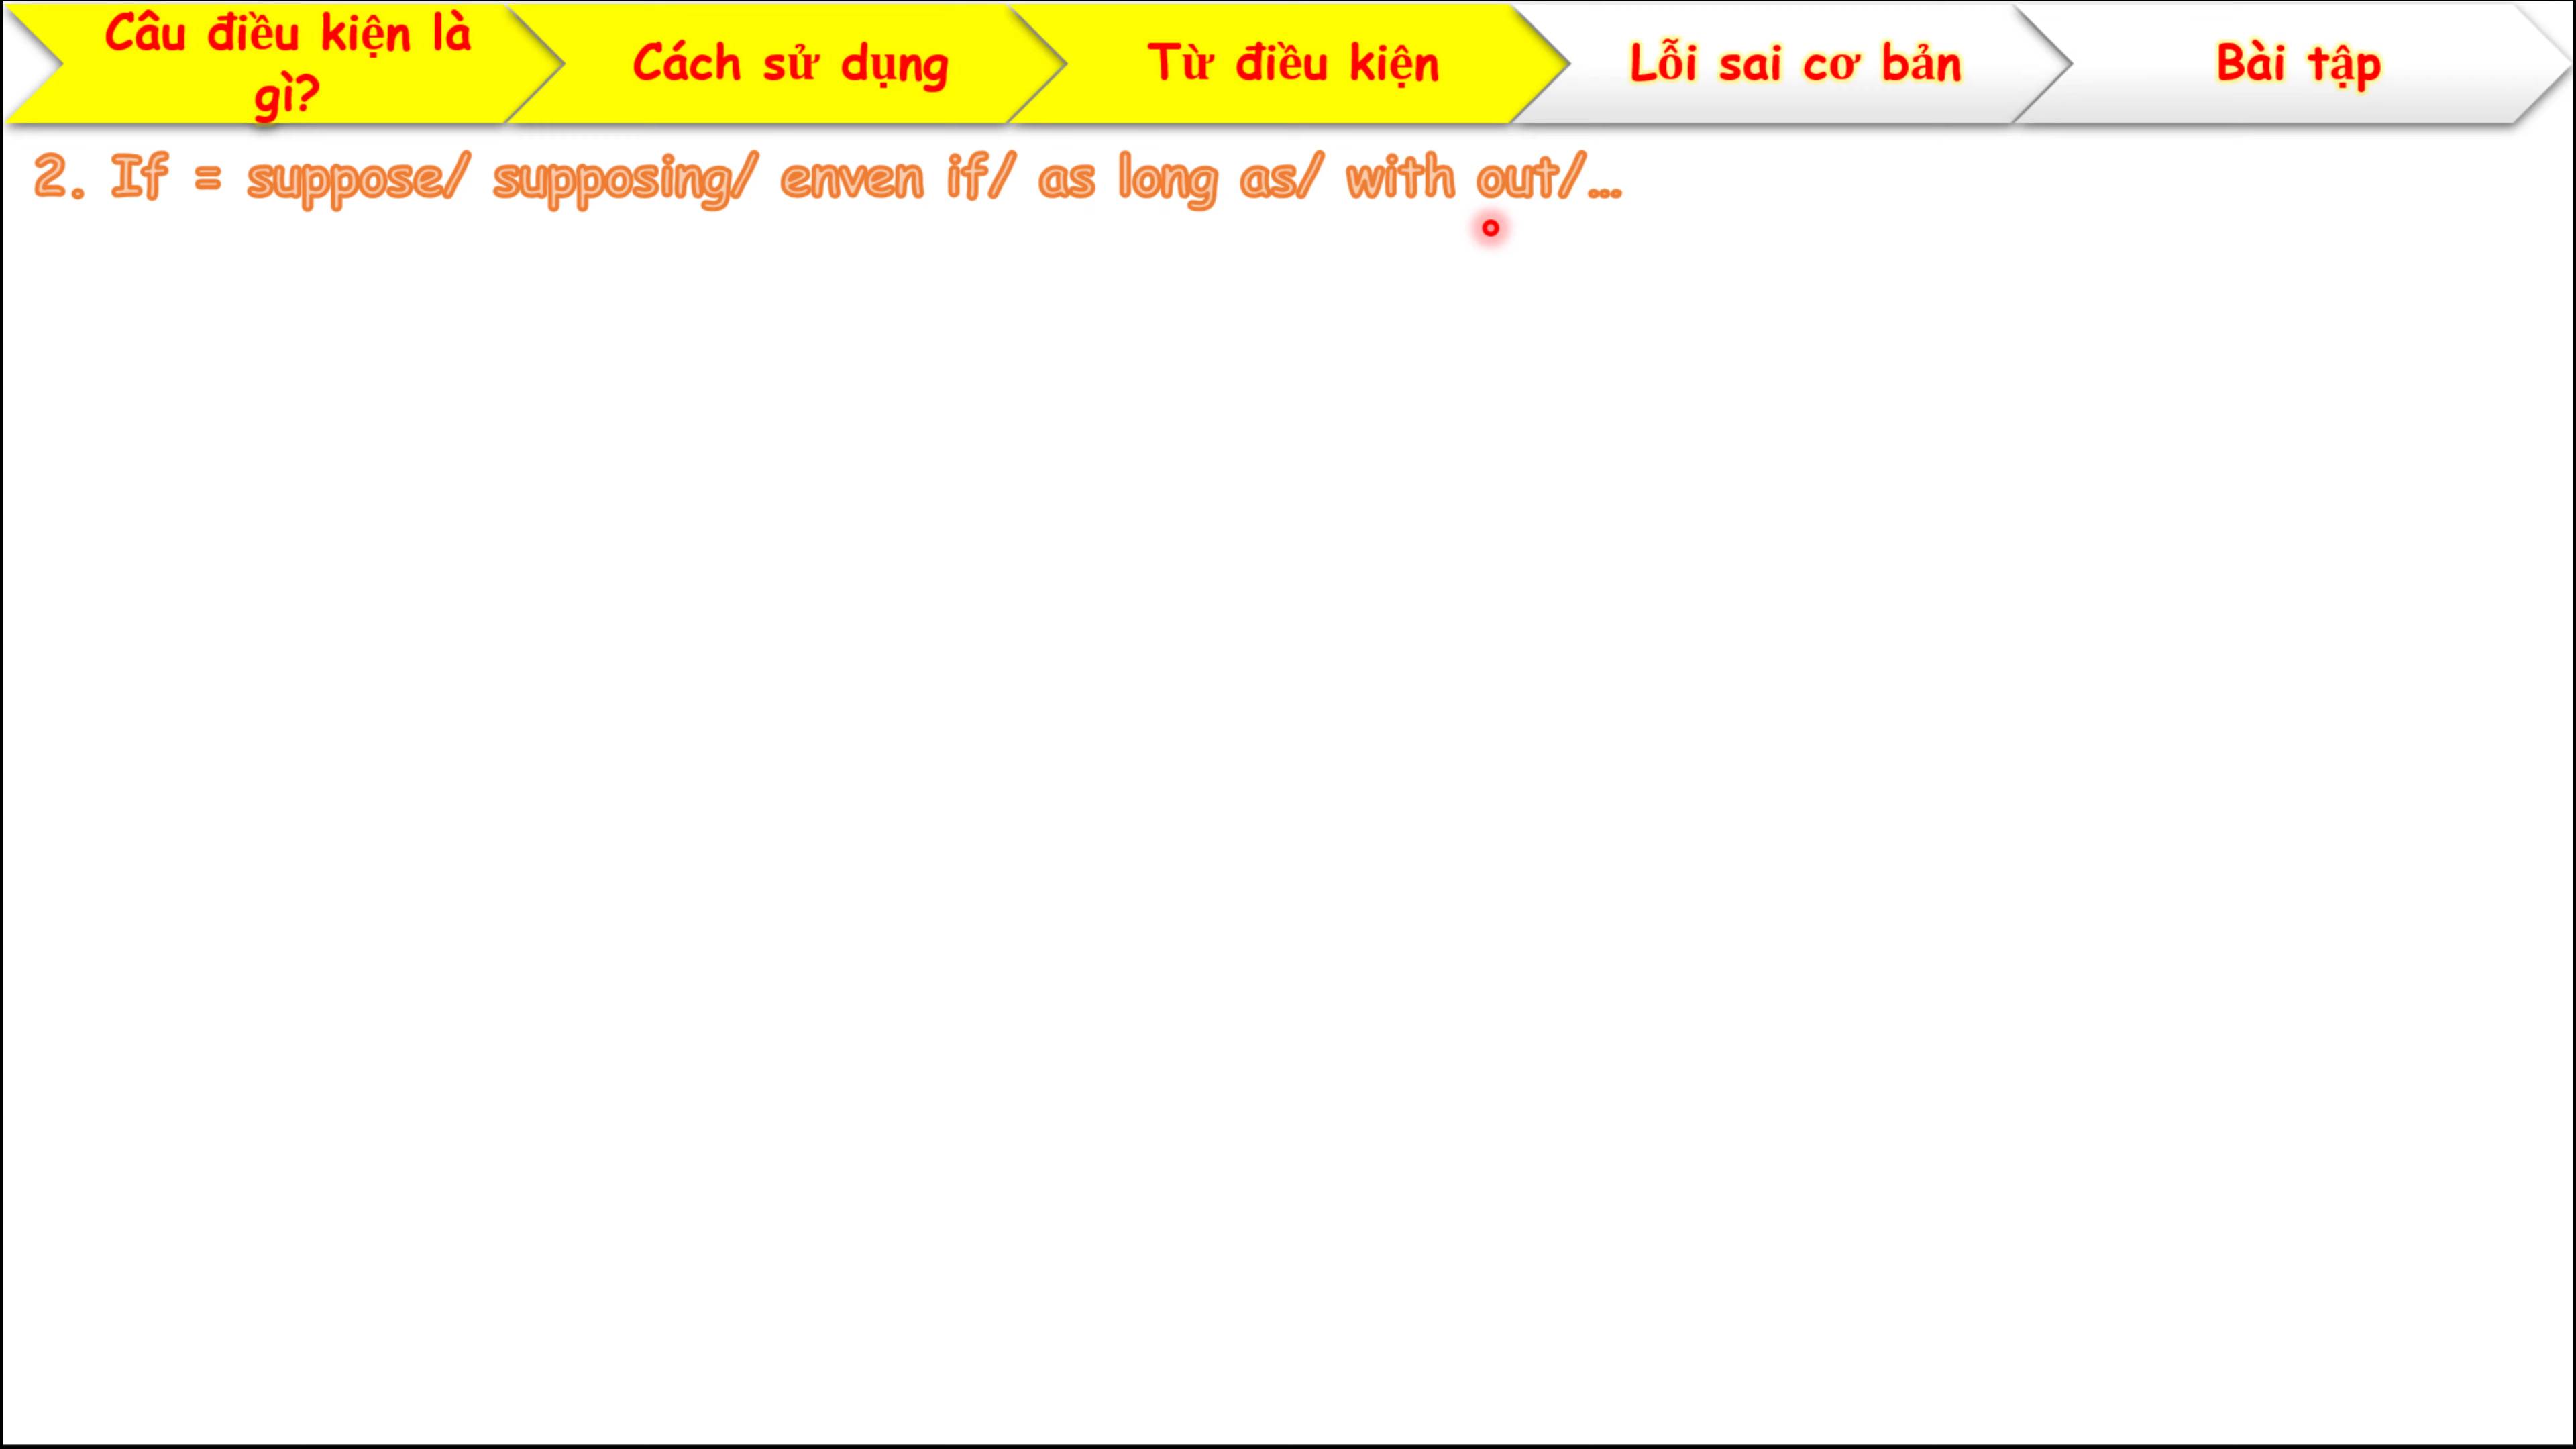 Câu điều kiện là
gì?
Cách sử dụng
Từ điều kiện
Lỗi sai cơ bản
Bài tập
2. If = suppose/ supposing/ enven if/ as long as/ with out/...